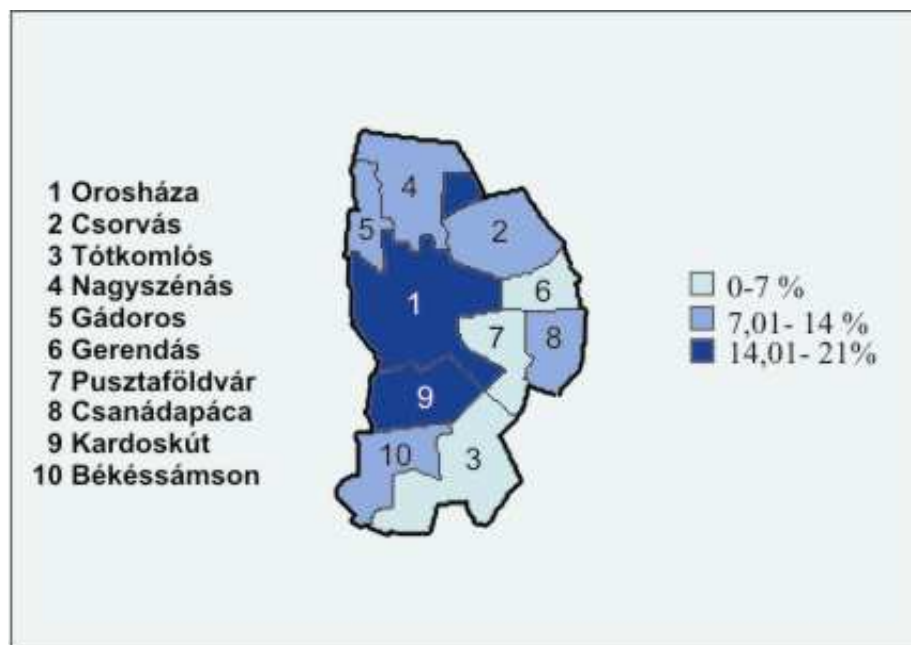 1 Orosháza
2 Csorvás
3 Tótkomlós
4 Nagyszénás
5 Gádoros
6 Gerendás
7 Pusztaföldvár
8 Csanádapáca
9 Kardoskút
10 Békéssámson
4
5
2
6
1
7
8
9
10
3
0-7 %
7,01- 14 %
14,01- 21%